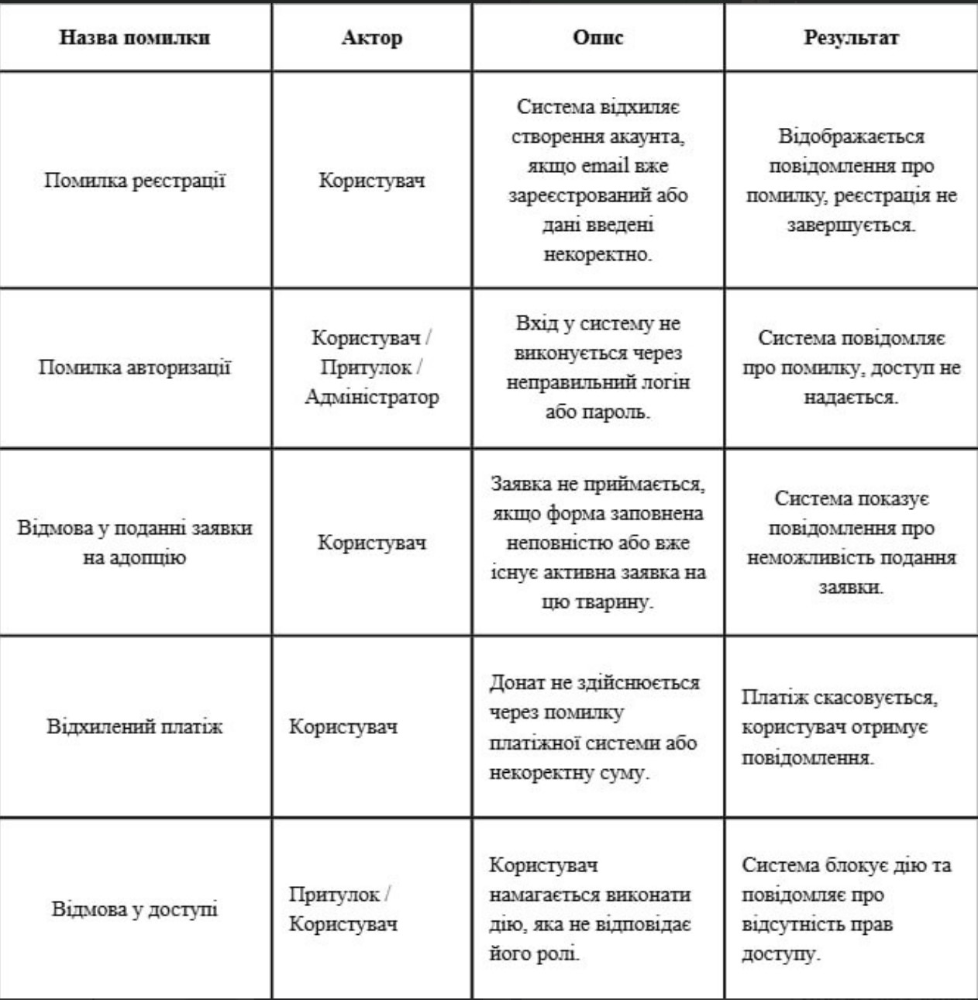 Назва помилки
Актор
Опис
Результат
Помилка реєстрації
Користувач
Система відхиляє
створення акаунта,
якщо email вже
зареєстрований або
дані введені
некоректно.
Відображається
повідомлення про
помилку, реєстрація не
завершується.
Помилка авторизації
Користувач /
Притулок /
Адміністратор
Вхід у систему не
виконується через
неправильний логін
або пароль.
Система повідомляє
про помилку, доступ не
надається.
Відмова у поданні заявки
на адопцію
Користувач
Заявка не приймається,
якщо форма заповнена
неповністю або вже
існує активна заявка на
цю тварину.
Система показує
повідомлення про
неможливість подання
заявки.
Відхилений платіж
Користувач
Донат не здійснюється
через помилку
платіжної системи або
некоректну суму.
Платіж скасовується,
користувач отримує
повідомлення.
Відмова у доступі
Притулок /
Користувач
Користувач
намагається виконати
дію, яка не відповідає
його ролі.
Система блокує дію та
повідомляє про
відсутність прав
доступу.